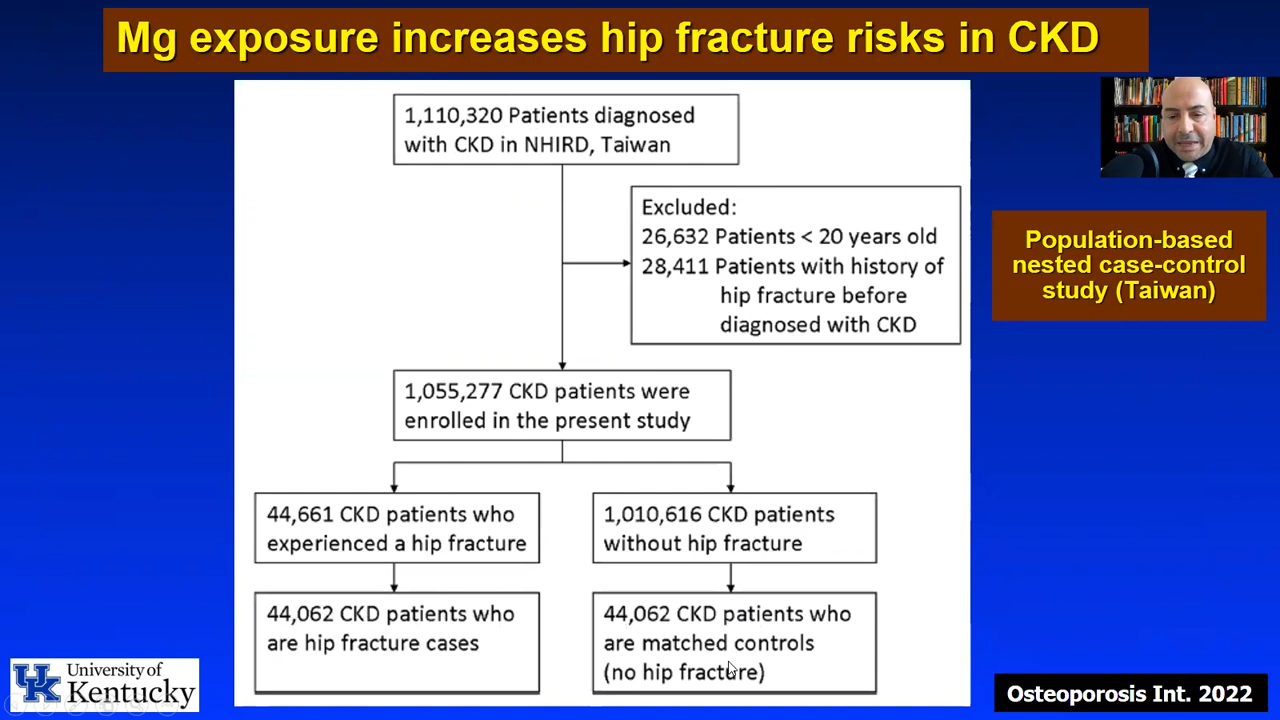 Mg exposure increases hip fracture risks in CKD
1,110,320 Patients diagnosed
with CKD in NHIRD, Taiwan
Excluded:
26,632 Patients < 20 years old
28,411 Patients with history of
hip fracture before
diagnosed with CKD
Population-based
nested case-control
study (Taiwan)
1,055,277 CKD patients were
enrolled in the present study
44,661 CKD patients who
experienced a hip fracture
1,010,616 CKD patients
without hip fracture
44,062 CKD patients who
are hip fracture cases
44,062 CKD patients who
are matched controls
(no hip fracture)
UK
University of
Kentucky
Osteoporosis Int. 2022